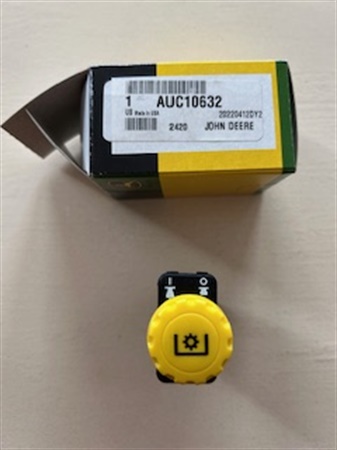 1 AUC10632
US Made in USA 20220412DY2
2420 JOHN DEERE
I O